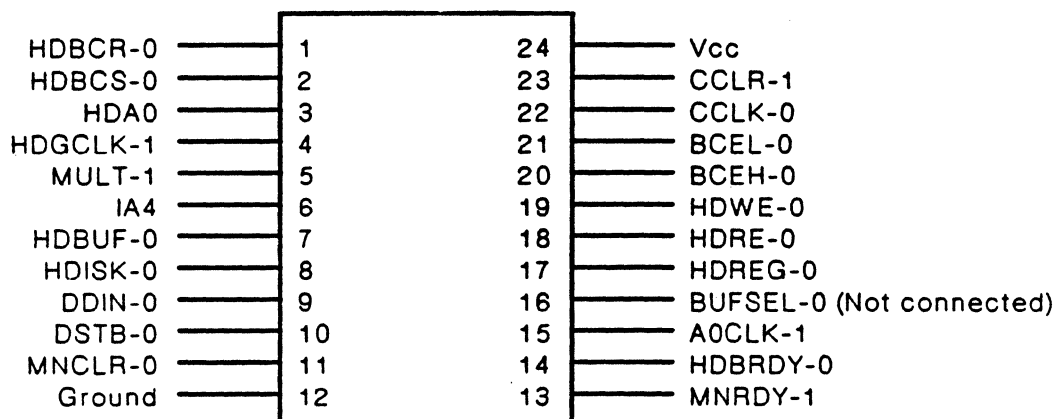 HDBCR-0 1 24 Vcc
HDBCS-0 2 23 CCLR-1
HDA0 3 22 CCLK-0
HDGCLK-1 4 21 BCEL-0
MULT-1 5 20 BCEH-0
IA4 6 19 HDWE-0
HDBUF-0 7 18 HDRE-0
HDISK-0 8 17 HDREG-0
DDIN-0 9 16 BUFSEL-0 (Not connected)
DSTB-0 10 15 A0CLK-1
MNCLR-0 11 14 HDBRDY-0
Ground 12 13 MNRDY-1